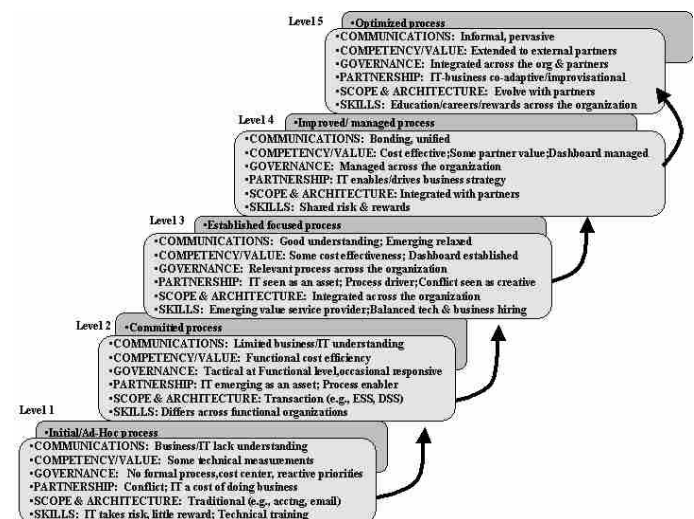 Level 5
•Optimized process
•COMMUNICATIONS: Informal, pervasive
•COMPETENCY/VALUE: Extended to external partners
•GOVERNANCE: Integrated across the org & partners
•PARTNERSHIP: IT-business co-adaptive/improvisational
•SCOPE & ARCHITECTURE: Evolve with partners
•SKILLS: Education/careers/rewards across the organization
Level 4
•Improved/ managed process
•COMMUNICATIONS: Bonding, unified
•COMPETENCY/VALUE: Cost effective;Some partner value;Dashboard managed
•GOVERNANCE: Managed across the organization
•PARTNERSHIP: IT enables/drives business strategy
•SCOPE & ARCHITECTURE: Integrated with partners
•SKILLS: Shared risk & rewards
Level 3
•Established focused process
•COMMUNICATIONS: Good understanding; Emerging relaxed
•COMPETENCY/VALUE: Some cost effectiveness; Dashboard established
•GOVERNANCE: Relevant process across the organization
•PARTNERSHIP: IT seen as an asset; Process driver;Conflict seen as creative
•SCOPE & ARCHITECTURE: Integrated across the organization
•SKILLS: Emerging value service provider;Balanced tech & business hiring
Level 2
•Committed process
•COMMUNICATIONS: Limited business/IT understanding
•COMPETENCY/VALUE: Functional cost efficiency
•GOVERNANCE: Tactical at Functional level,occasional responsive
•PARTNERSHIP: IT emerging as an asset; Process enabler
•SCOPE & ARCHITECTURE: Transaction (e.g., ESS, DSS)
•SKILLS: Differs across functional organizations
Level 1
•Initial/Ad-Hoc process
•COMMUNICATIONS: Business/IT lack understanding
•COMPETENCY/VALUE: Some technical measurements
•GOVERNANCE: No formal process,cost center, reactive priorities
•PARTNERSHIP: Conflict; IT a cost of doing business
•SCOPE & ARCHITECTURE: Traditional (e.g., acctng, email)
•SKILLS: IT takes risk, little reward; Technical training